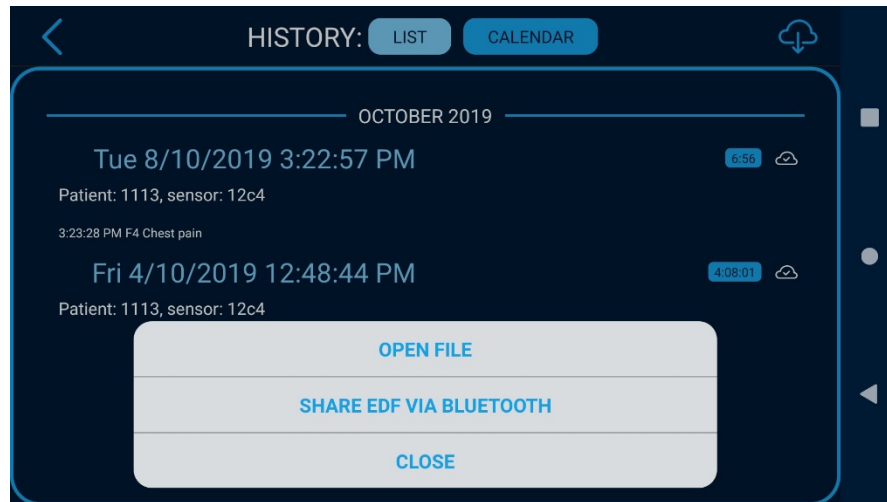 HISTORY: LIST CALENDAR
OCTOBER 2019
Tue 8/10/2019 3:22:57 PM 6:56
Patient: 1113, sensor: 12c4
3:23:28 PM F4 Chest pain
Fri 4/10/2019 12:48:44 PM 4:08:01
Patient: 1113, sensor: 12c4
OPEN FILE
SHARE EDF VIA BLUETOOTH
CLOSE